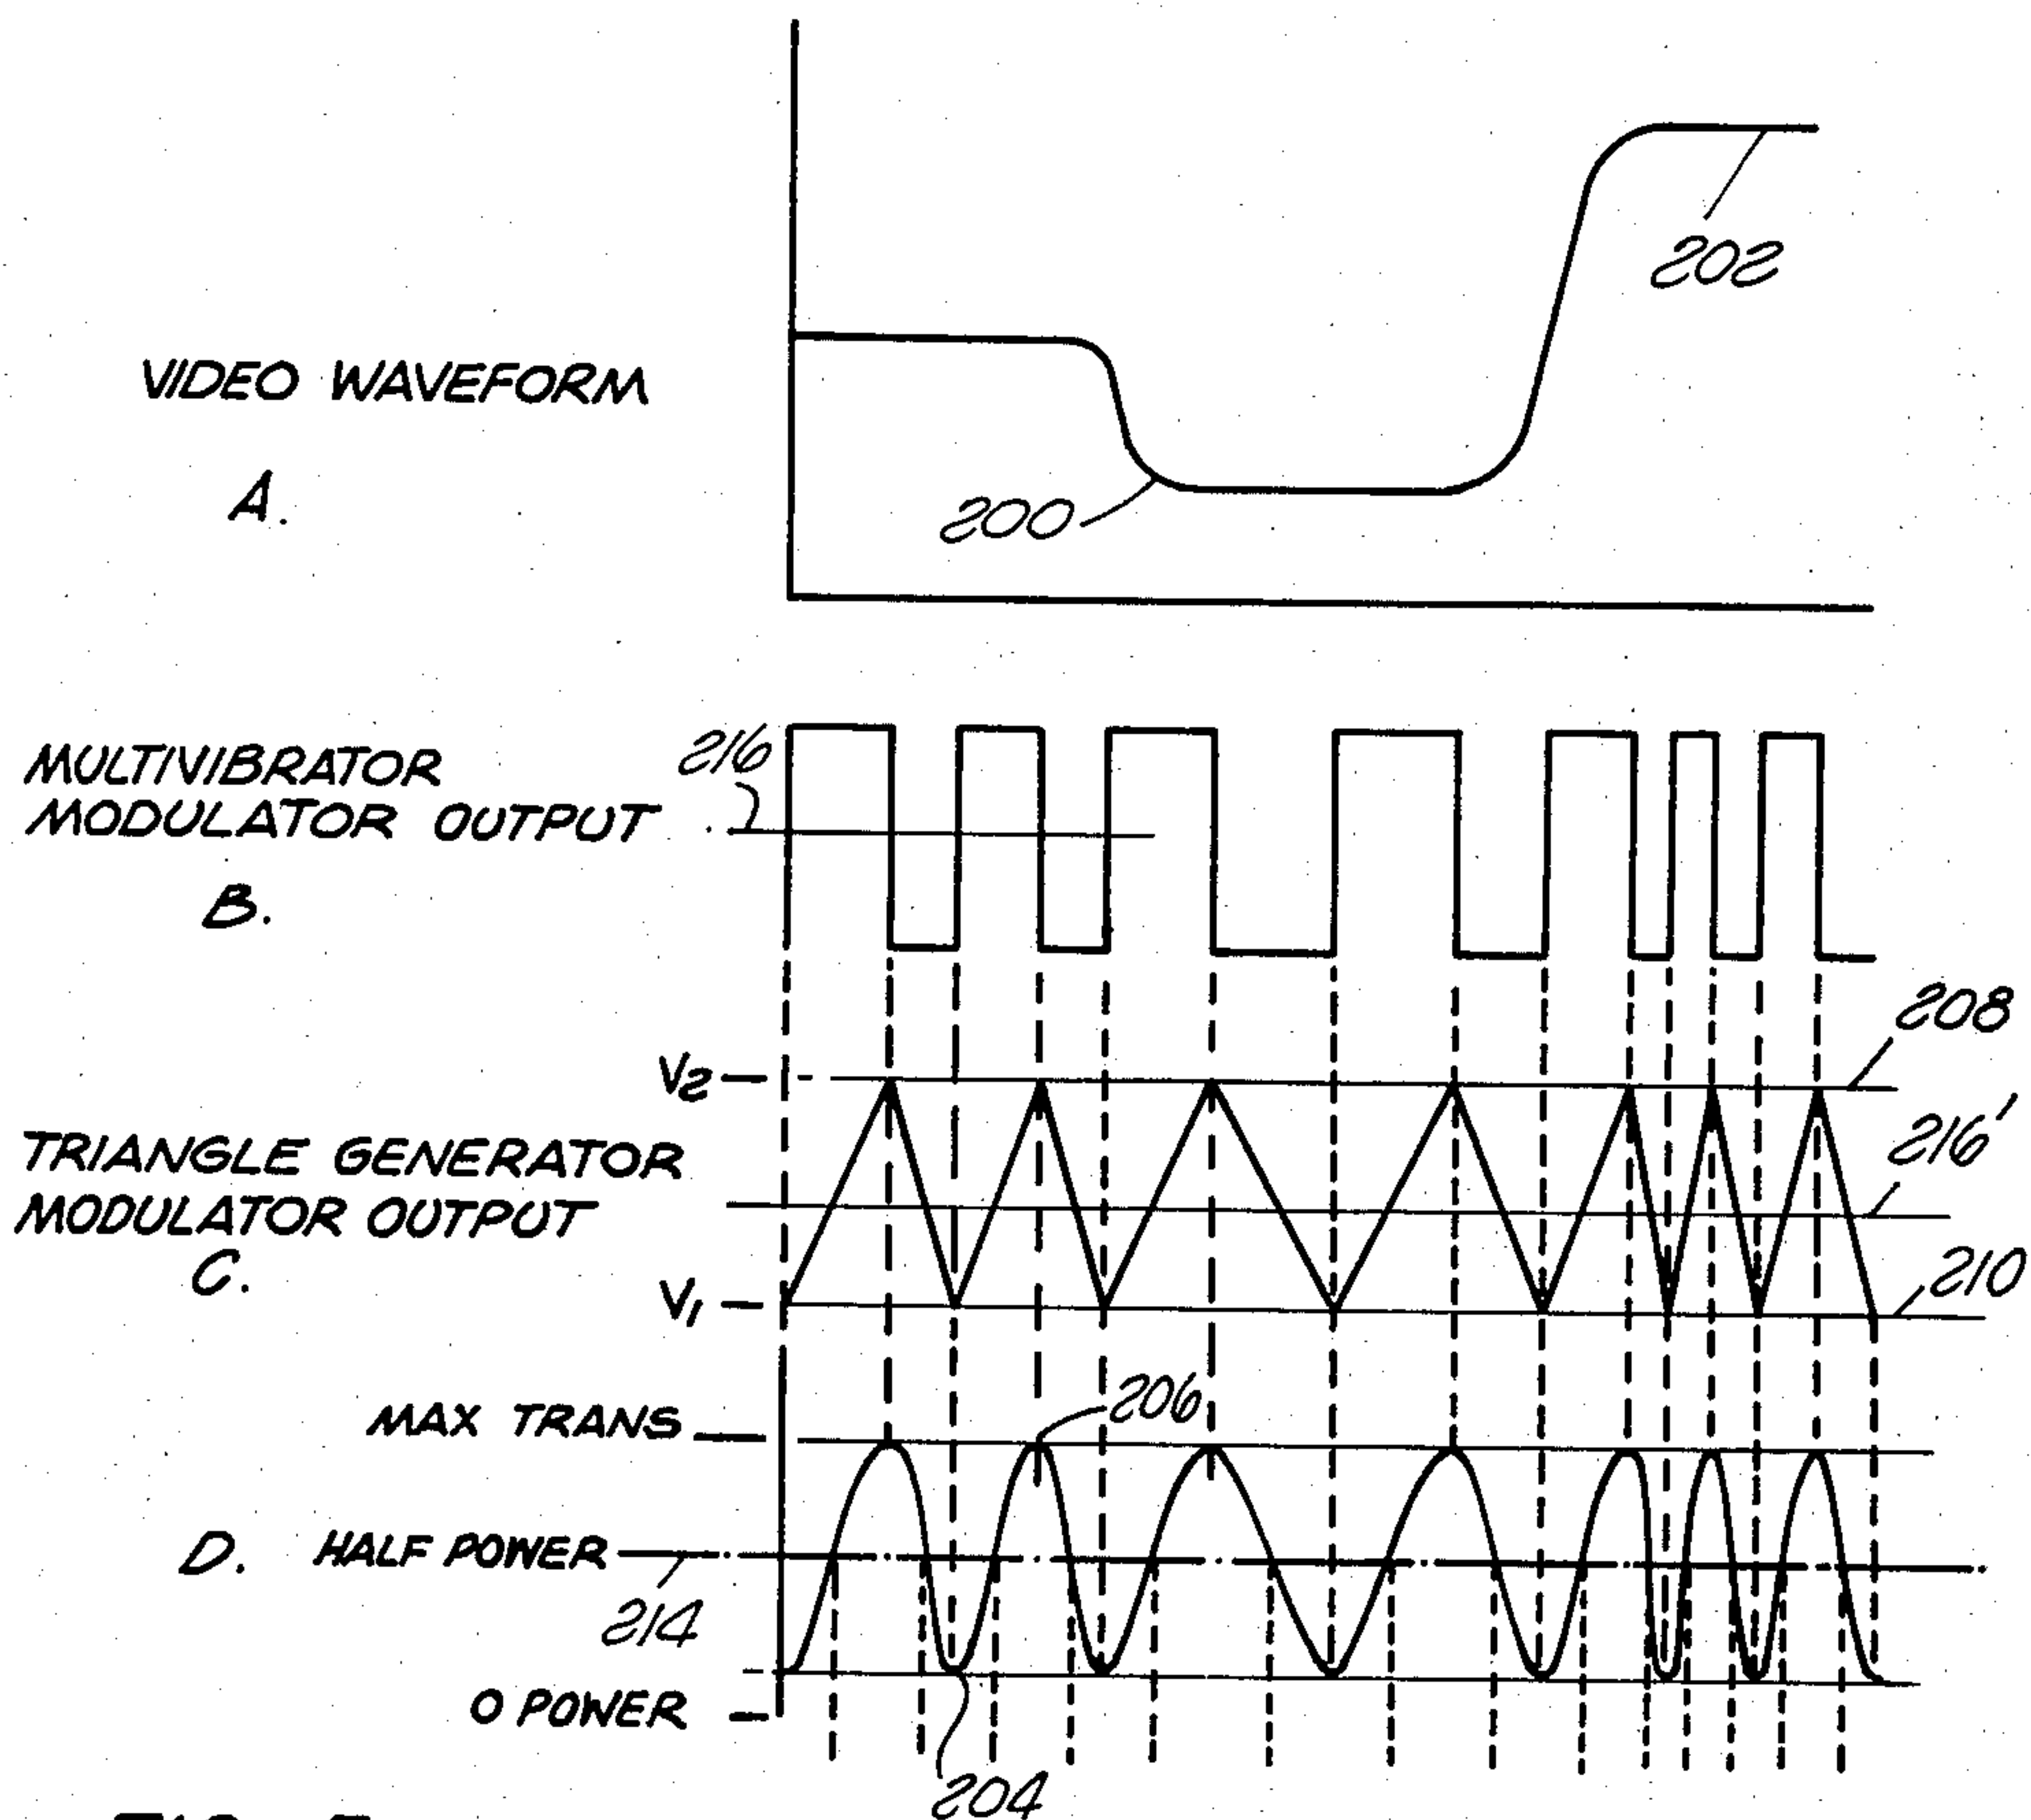 202
VIDEO WAVEFORM
A.
200
216
MULTIVIBRATOR
MODULATOR OUTPUT
B.
208
V2
216'
TRIANGLE GENERATOR
MODULATOR OUTPUT
C.
210
V1
206
MAX TRANS
D. HALF POWER
214
0 POWER
204